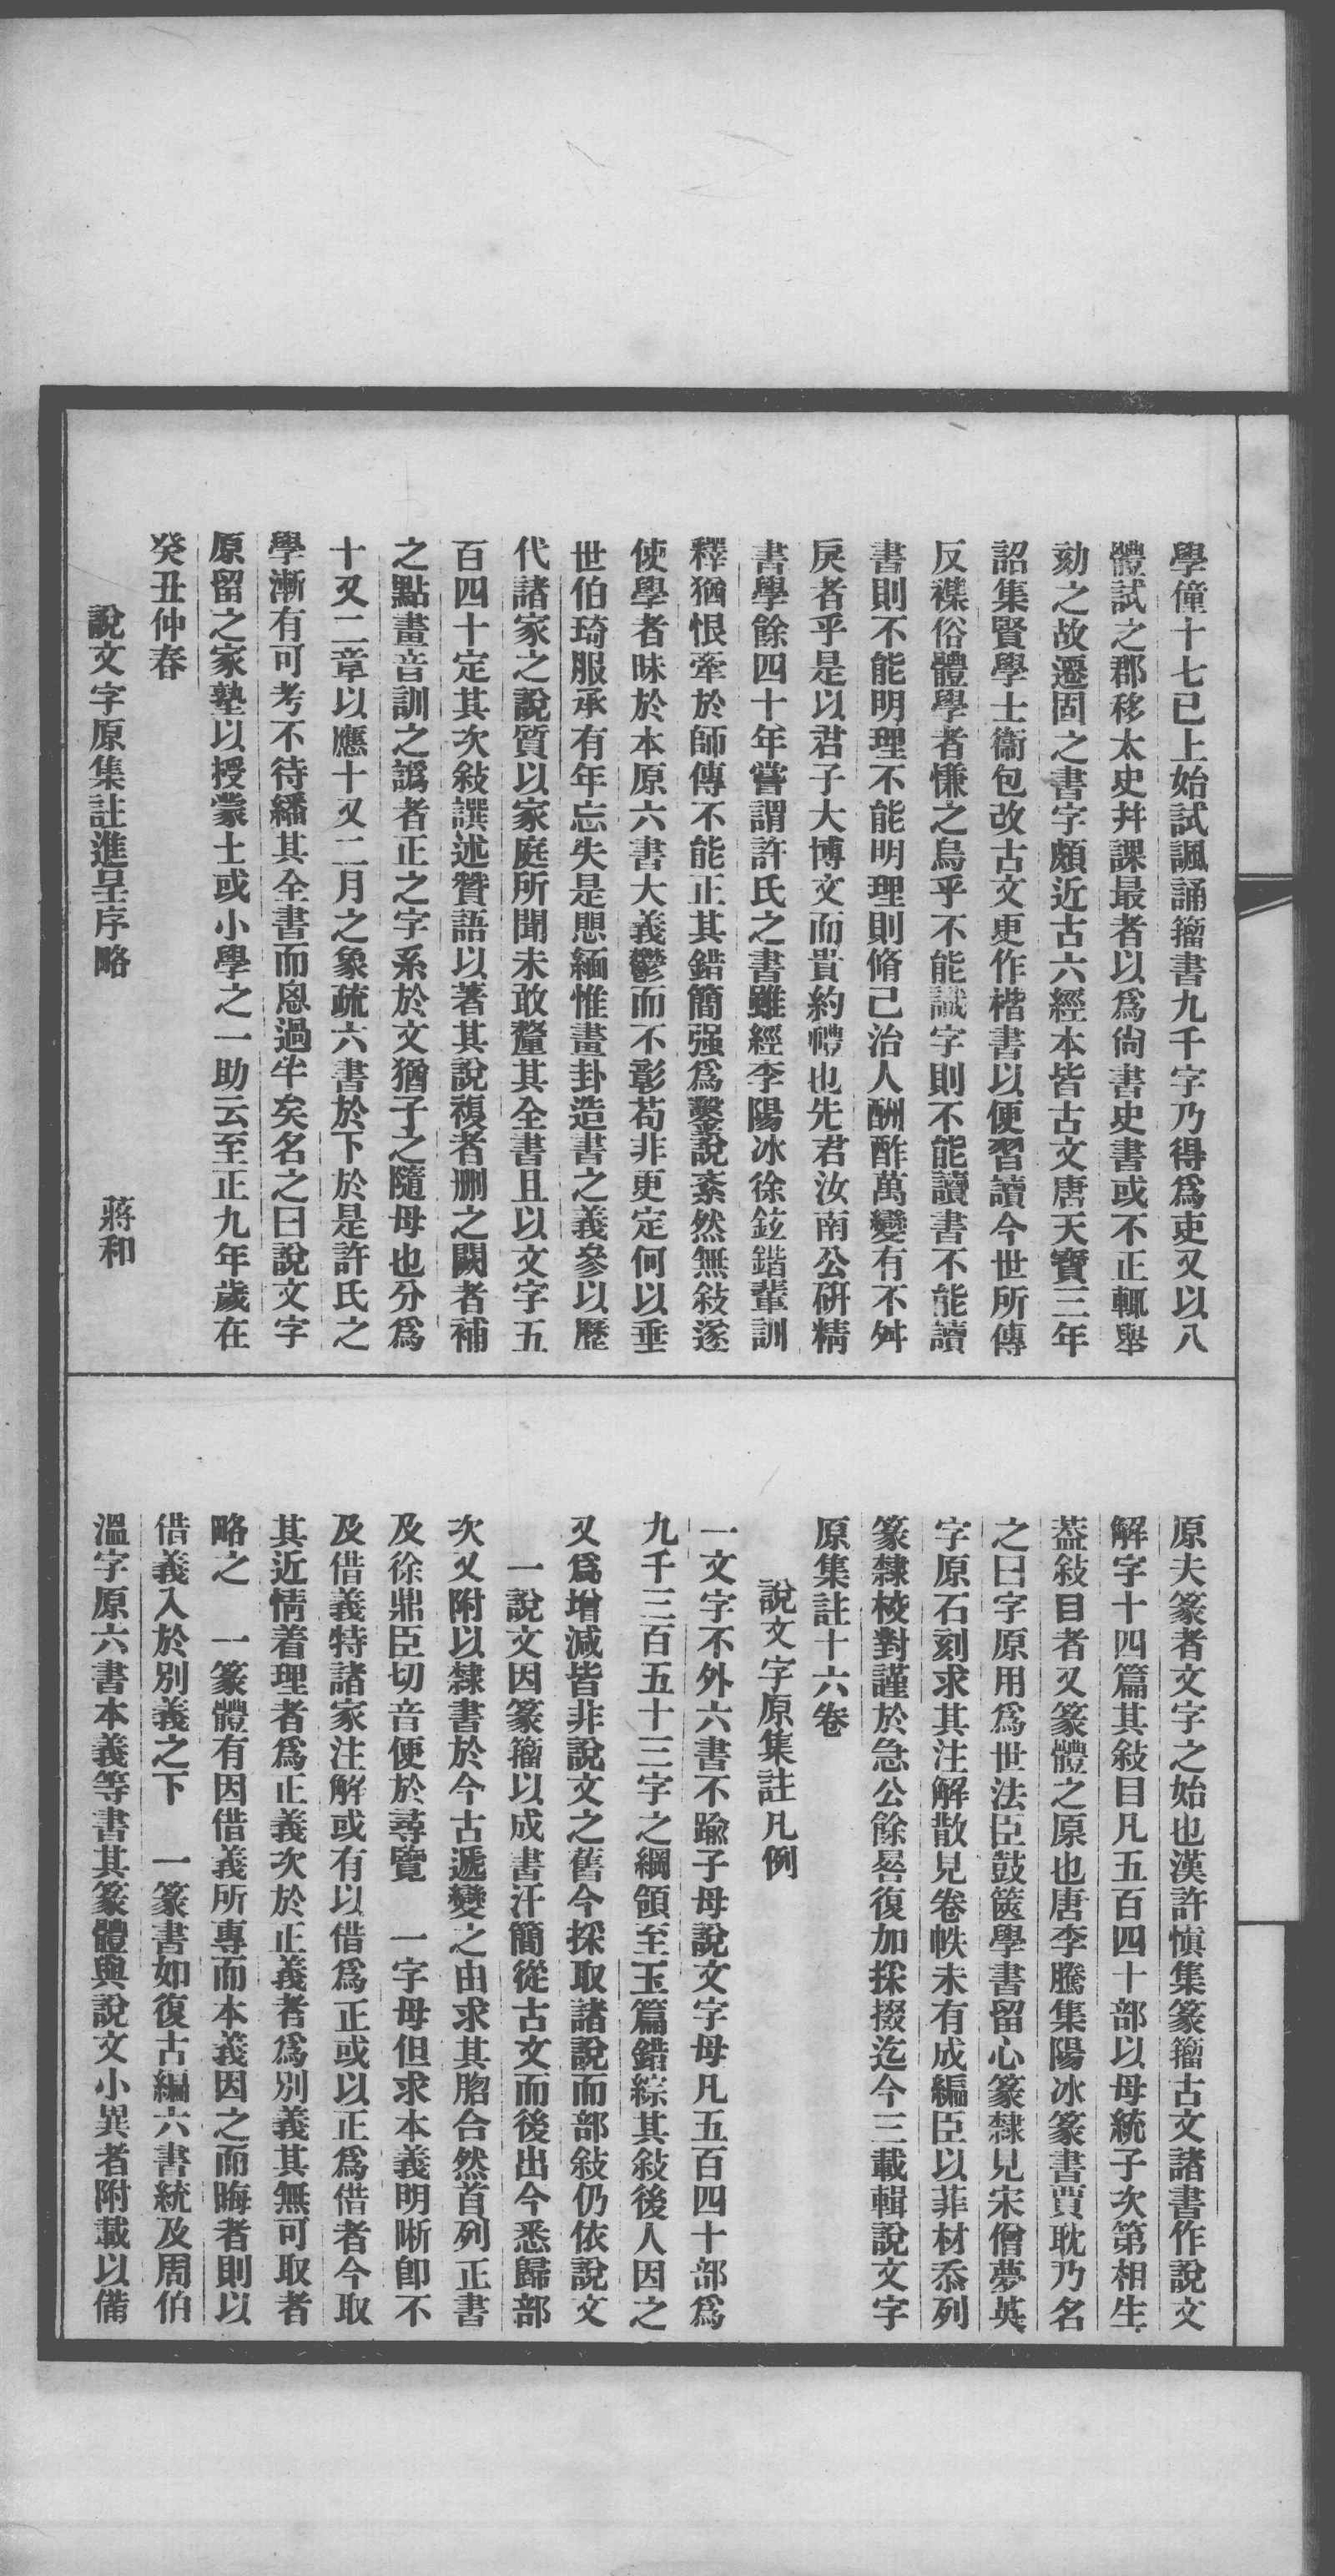 學僮十七已上始試諷誦籀書九千字乃得爲吏又以八
體試之郡移太史幷課最者以爲尚書史書或不正輒舉
劾之故遷固之書字頗近古六經本皆古文唐天寶三年
詔集賢學士衞包改古文更作楷書以便習讀今世所傳
反襍俗體學者慊之烏乎不能識字則不能讀書不能讀
書則不能明理不能明理則脩己治人酬酢萬變有不舛
戾者乎是以君子大博文而貴約禮也先君汝南公硏精
書學餘四十年嘗謂許氏之書雖經李陽冰徐鉉鍇輩訓
釋猶恨牽於師傳不能正其錯簡强爲鑿說紊然無敍遂
使學者昧於本原六書大義鬱而不彰苟非更定何以垂
世伯琦服承有年忘失是愳緬惟畫卦造書之義參以歷
代諸家之說質以家庭所聞未敢釐其全書且以文字五
百四十定其次敍譔述贊語以著其說複者刪之闕者補
之點畫音訓之譌者正之字系於文猶子之隨母也分爲
十又二章以應十又二月之象疏六書於下於是許氏之
學漸有可考不待繙其全書而恖過半矣名之曰說文字
原留之家塾以授蒙士或小學之一助云至正九年歲在
癸丑仲春
說文字原集註進呈序略 蔣和
原夫篆者文字之始也漢許愼集篆籀古文諸書作說文
解字十四篇其敍目凡五百四十部以母統子次第相生
葢敍目者又篆體之原也唐李騰集陽冰篆書賈耽乃名
之曰字原用爲世法臣鼓篋學書留心篆隸見宋僧夢英
字原石刻求其注解散見卷帙未有成編臣以菲材忝列
篆隸校對謹於急公餘晷復加採掇迄今三載輯說文字
原集註十六卷
說文字原集註凡例
一文字不外六書不踰子母說文字母凡五百四十部爲
九千三百五十三字之綱領至玉篇錯綜其敍後人因之
又爲增減皆非說文之舊今採取諸說而部敍仍依說文
一說文因篆籀以成書汗簡從古文而後出今悉歸部
次又附以隸書於今古遞變之由求其脗合然首列正書
及徐鼎臣切音便於尋覽 一字母但求本義明晰卽不
及借義特諸家注解或有以借爲正或以正爲借者今取
其近情着理者爲正義次於正義者爲別義其無可取者
略之 一篆體有因借義所專而本義因之而晦者則以
借義入於別義之下 一篆書如復古編六書統及周伯
溫字原六書本義等書其篆體與說文小異者附載以備